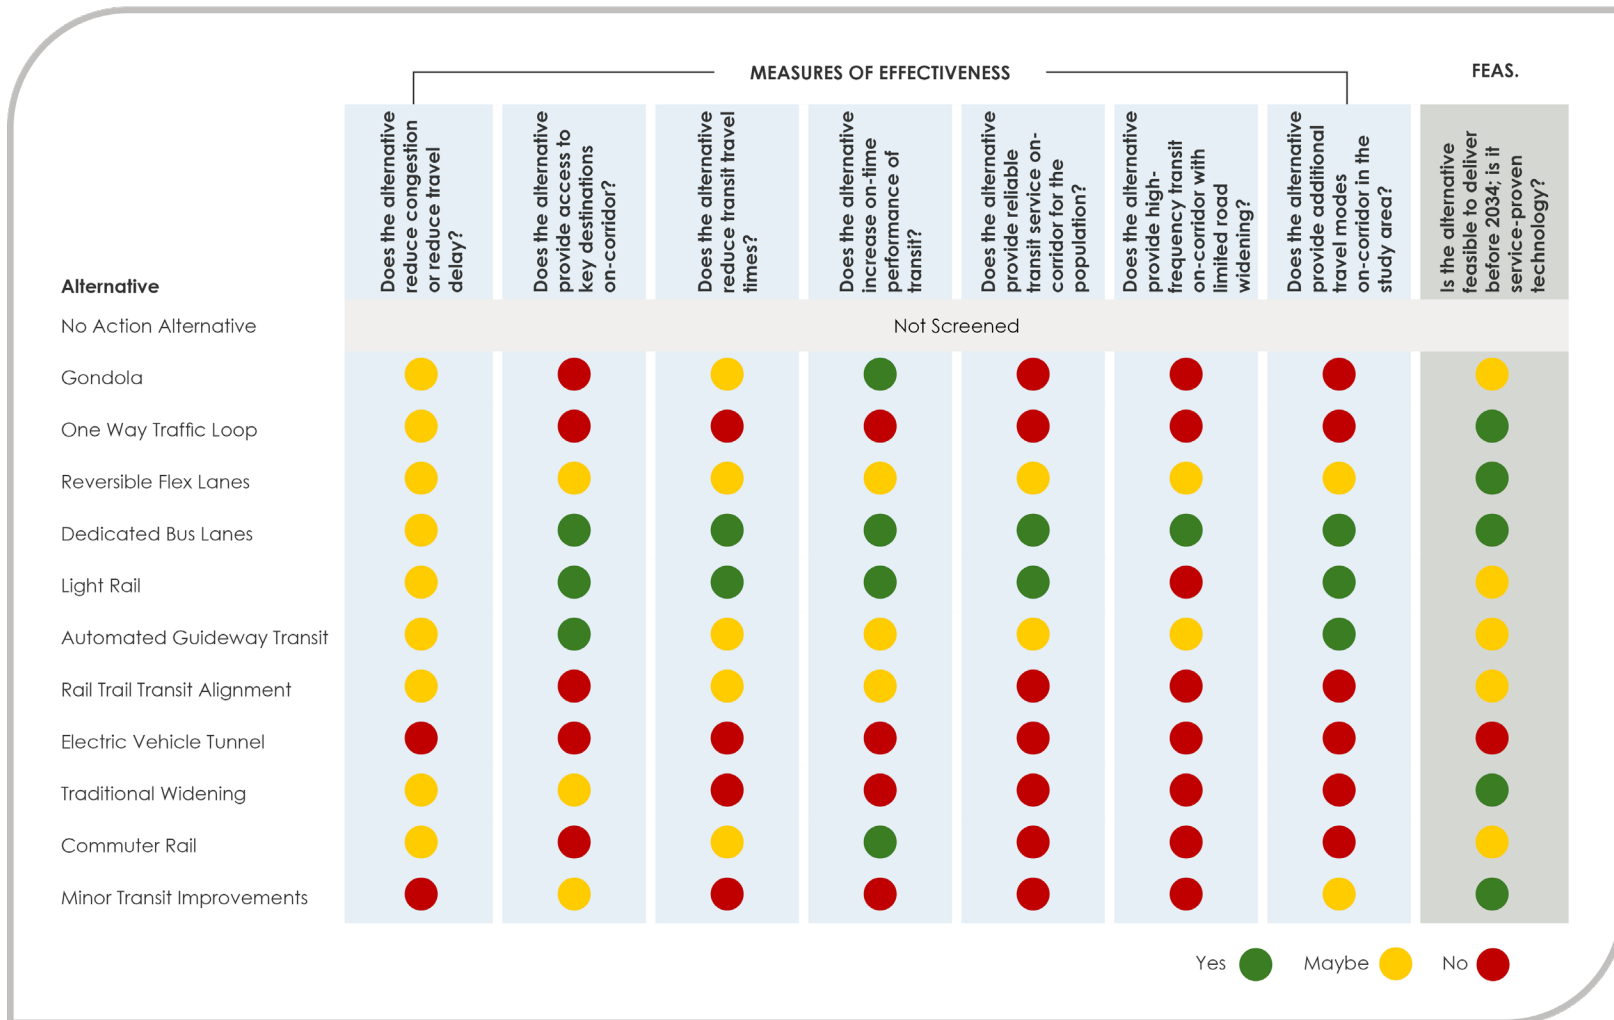 MEASURES OF EFFECTIVENESS
FEAS.
Does the alternative
reduce congestion
or reduce travel
delay?
Does the alternative
provide access to
key destinations
on-corridor?
Does the alternative
reduce transit travel
times?
Does the alternative
increase on-time
performance of
transit?
Does the alternative
provide reliable
transit service on-
corridor for the
population?
Does the alternative
provide high-
frequency transit
on-corridor with
limited road
widening?
Does the alternative
provide additional
travel modes
on-corridor in the
study area?
Is the alternative
feasible to deliver
before 2034; is it
service-proven
technology?
Alternative
No Action Alternative
Not Screened
Gondola
One Way Traffic Loop
Reversible Flex Lanes
Dedicated Bus Lanes
Light Rail
Automated Guideway Transit
Rail Trail Transit Alignment
Electric Vehicle Tunnel
Traditional Widening
Commuter Rail
Minor Transit Improvements
Yes
Maybe
No